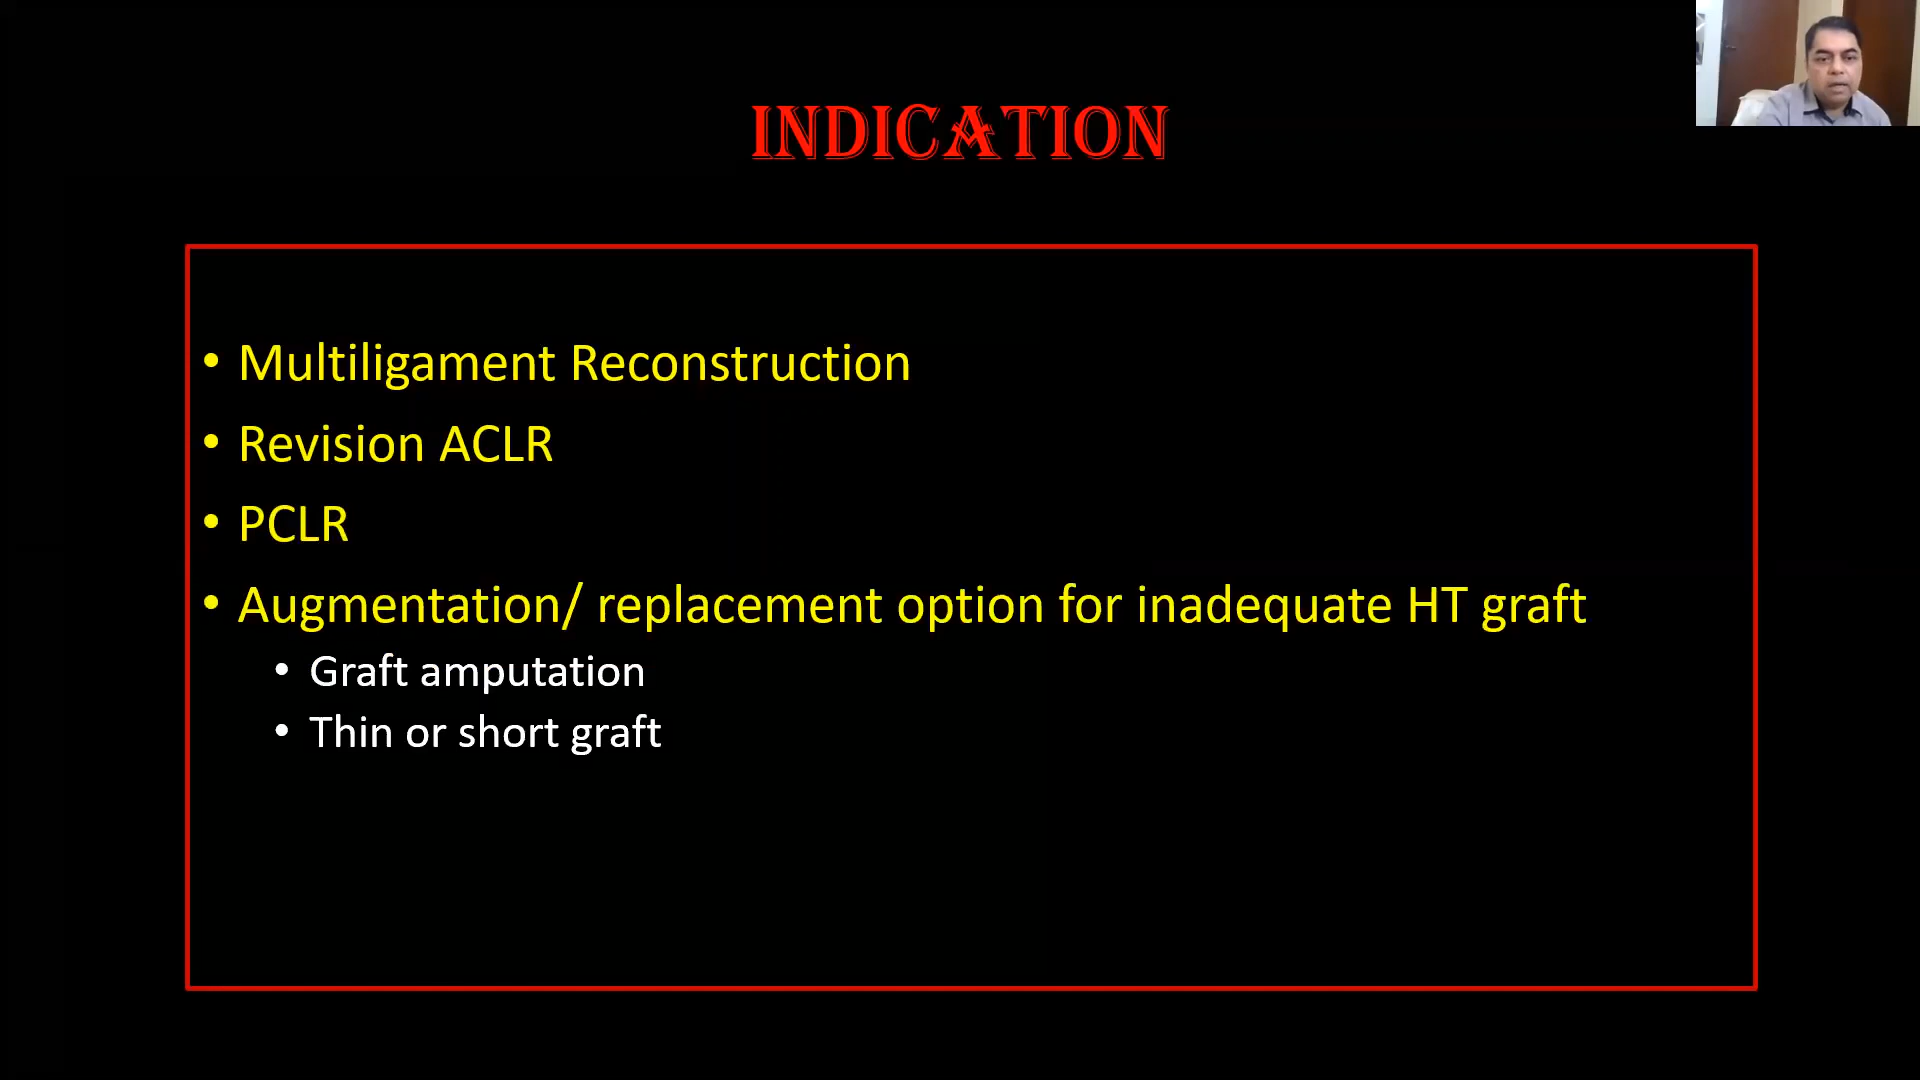 INDICATION
• Multiligament Reconstruction
• Revision ACLR
• PCLR
• Augmentation/ replacement option for inadequate HT graft
• Graft amputation
• Thin or short graft